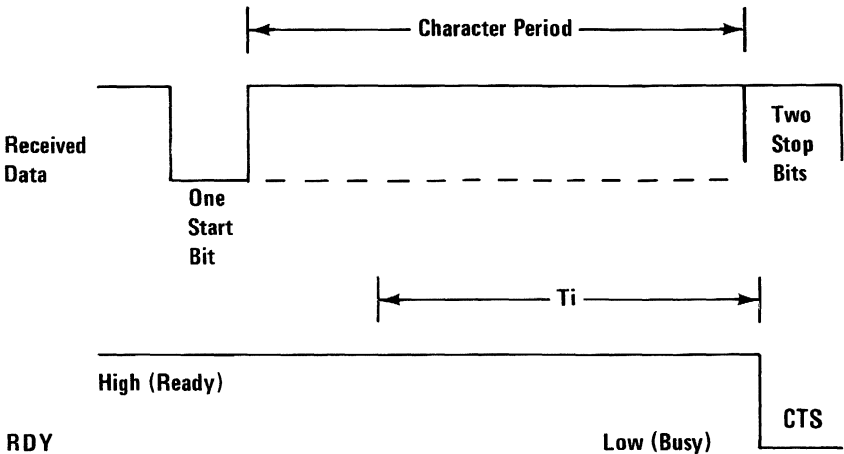 Character Period
Received
Data
One
Start
Bit
Two
Stop
Bits
Ti
High (Ready)
RDY
Low (Busy)
CTS